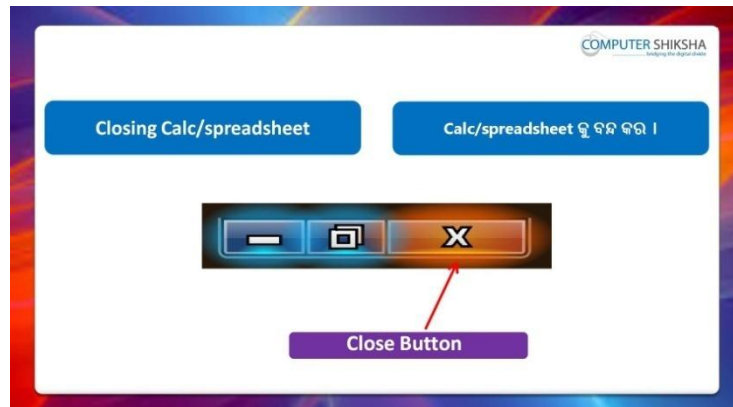 COMPUTER SHIKSHA
bridging the digital divide
Closing Calc/spreadsheet
Calc/spreadsheet କୁ ବନ୍ଦ କର ।
Close Button